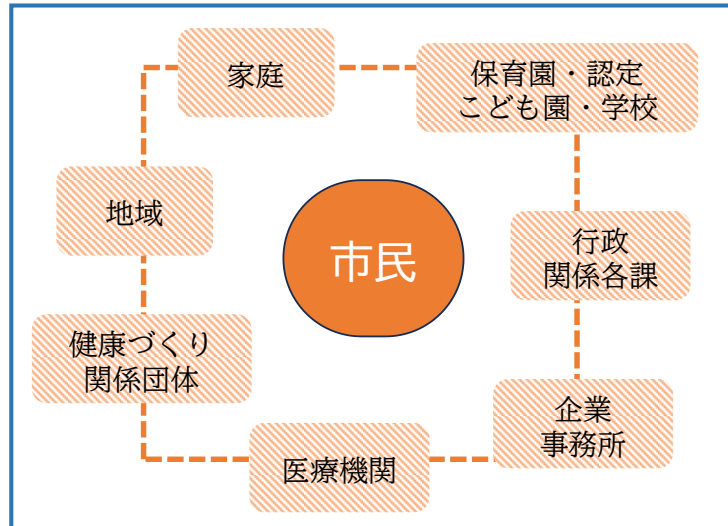 家庭
保育園・認定
こども園・学校
地域
市民
行政
関係各課
健康づくり
関係団体
企業
事務所
医療機関